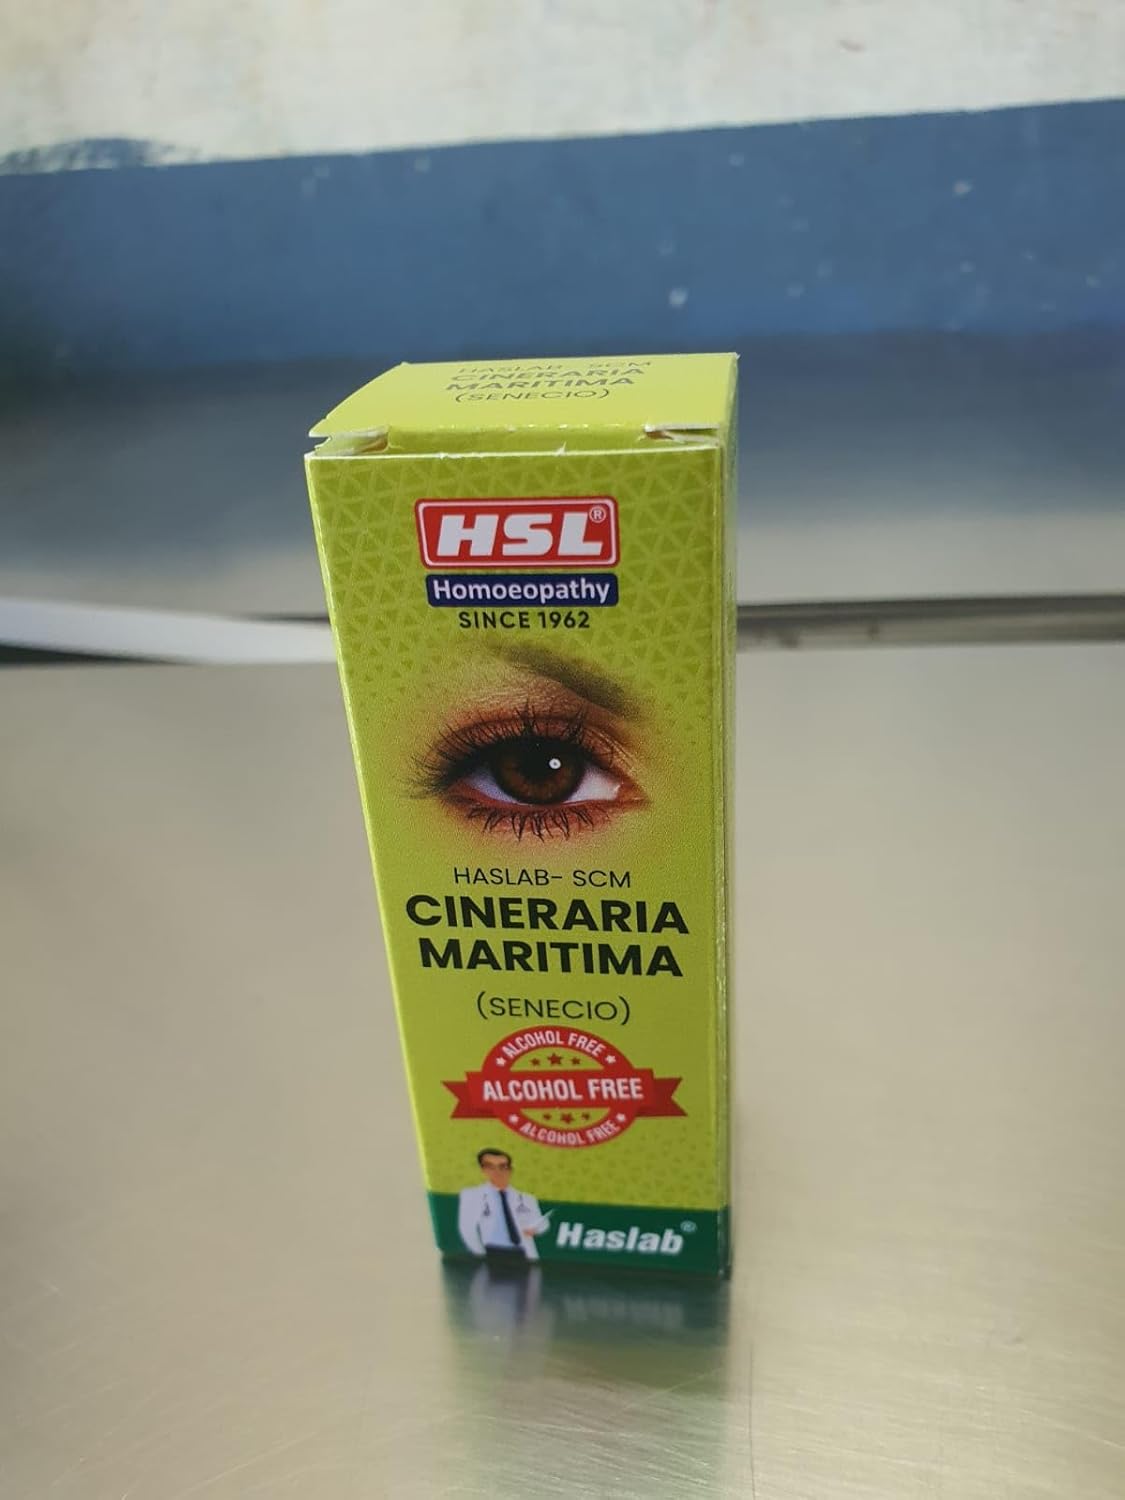 HASLAB - SCM
CINERARIA
MARITIMA
(SENECIO)
HSL®
Homoeopathy
SINCE 1962
HASLAB- SCM
CINERARIA
MARITIMA
(SENECIO)
ALCOHOL FREE
ALCOHOL FREE
ALCOHOL FREE
Haslab®